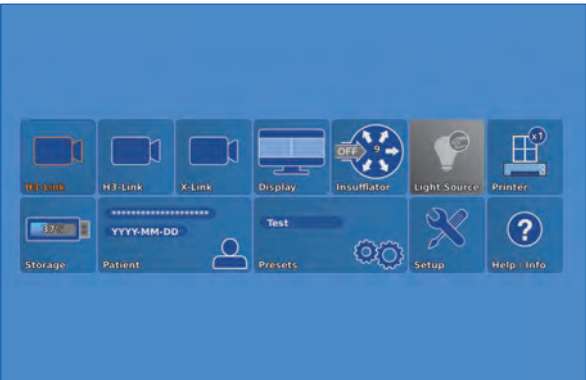 H3-Link
H3-Link
X-Link
Display
OFF 9
Insufflator
Light Source
x1
Printer
37%
Storage
********************
YYYY-MM-DD
Patient
Test
Presets
Setup
?
Help / Info